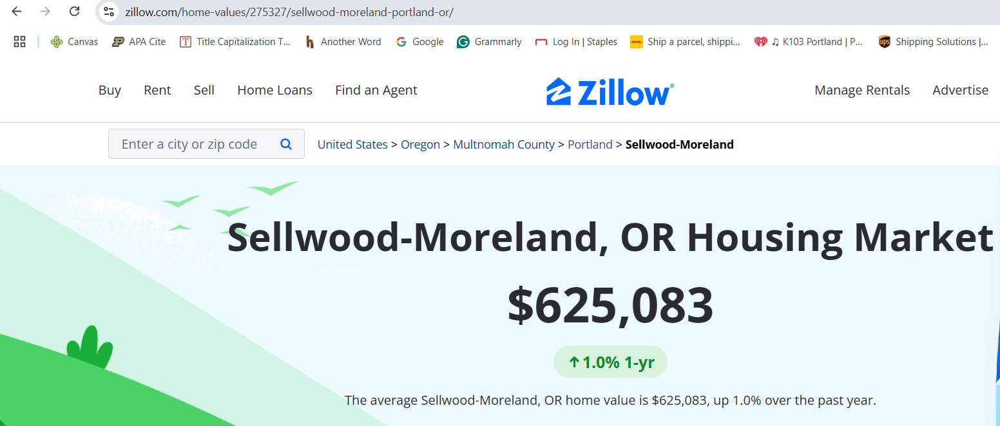 zillow.com/home-values/275327/sellwood-moreland-portland-or/
Canvas APA Cite T Title Capitalization T... h Another Word Google Grammarly Log In | Staples DHL Ship a parcel, shippi... ♫ K103 Portland | P... ups Shipping Solutions |...
Buy Rent Sell Home Loans Find an Agent Zillow® Manage Rentals Advertise
Enter a city or zip code United States > Oregon > Multnomah County > Portland > Sellwood-Moreland
Sellwood-Moreland, OR Housing Market
$625,083
↑ 1.0% 1-yr
The average Sellwood-Moreland, OR home value is $625,083, up 1.0% over the past year.